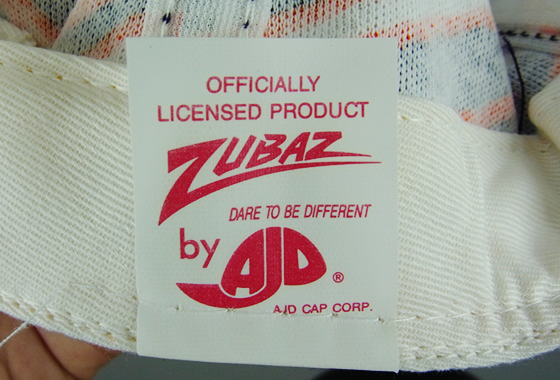 OFFICIALLY
LICENSED PRODUCT
ZUBAZ
DARE TO BE DIFFERENT
by AJD ®
AJD CAP CORP.